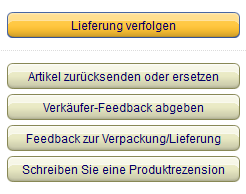 Lieferung verfolgen
Artikel zurücksenden oder ersetzen
Verkäufer-Feedback abgeben
Feedback zur Verpackung/Lieferung
Schreiben Sie eine Produktrezension